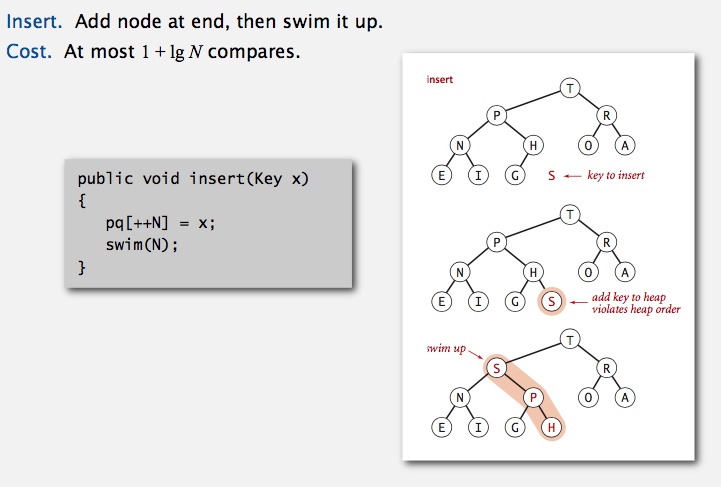 Insert. Add node at end, then swim it up.
Cost. At most 1 + lg N compares.
public void insert(Key x)
{
pq[++N] = x;
swim(N);
}
insert
T
P R
N H O A
E I G S key to insert
T
P R
N H O A
E I G S add key to heap
violates heap order
swim up
T
S R
N P O A
E I G H